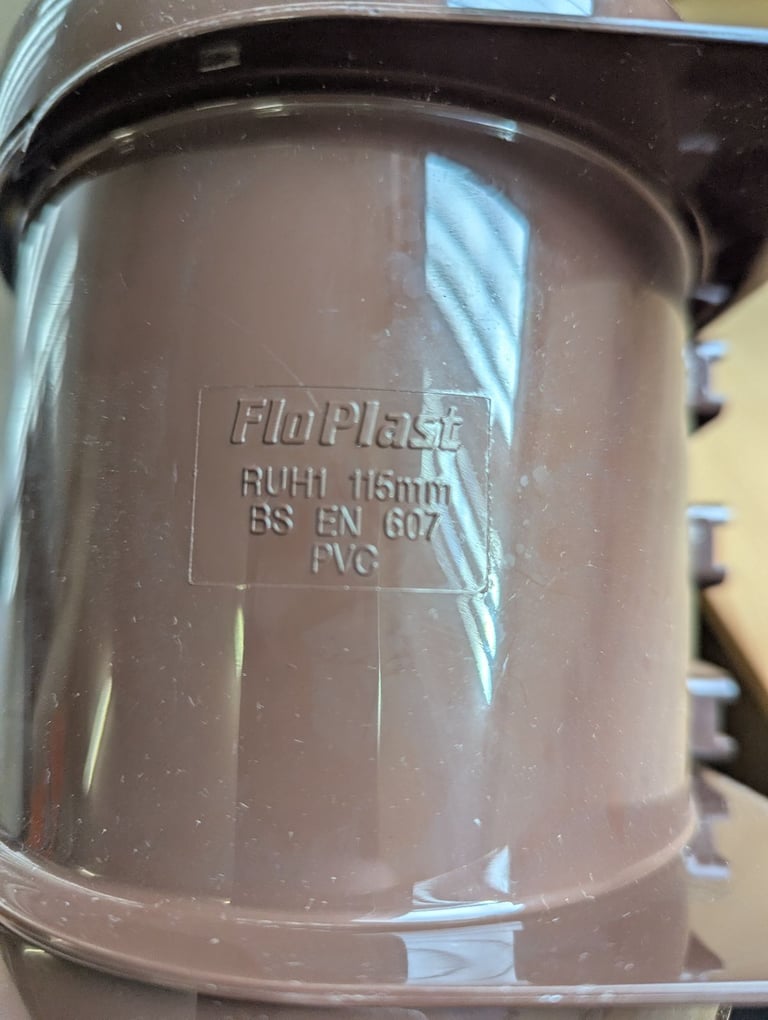 FloPlast
RUH1 115mm
BS EN 607
PVC